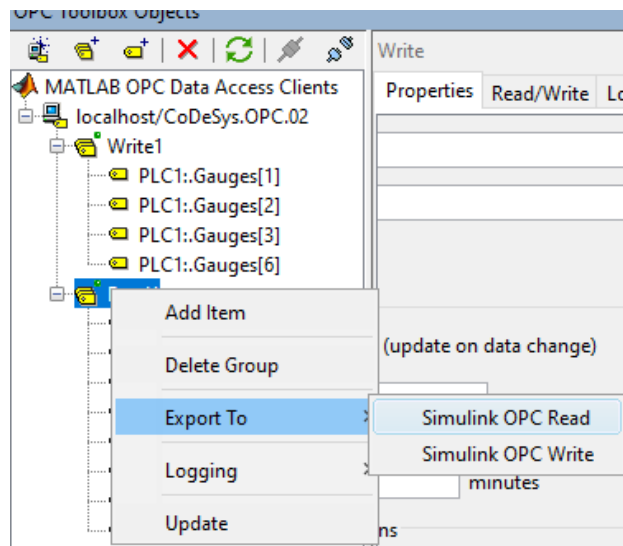 OPC Toolbox Objects
Write
MATLAB OPC Data Access Clients
Properties Read/Write
localhost/CoDeSys.OPC.02
Write1
PLC1:.Gauges[1]
PLC1:.Gauges[2]
PLC1:.Gauges[3]
PLC1:.Gauges[6]
Add Item
(update on data change)
Delete Group
Export To
Simulink OPC Read
Simulink OPC Write
Logging
minutes
Update
ns